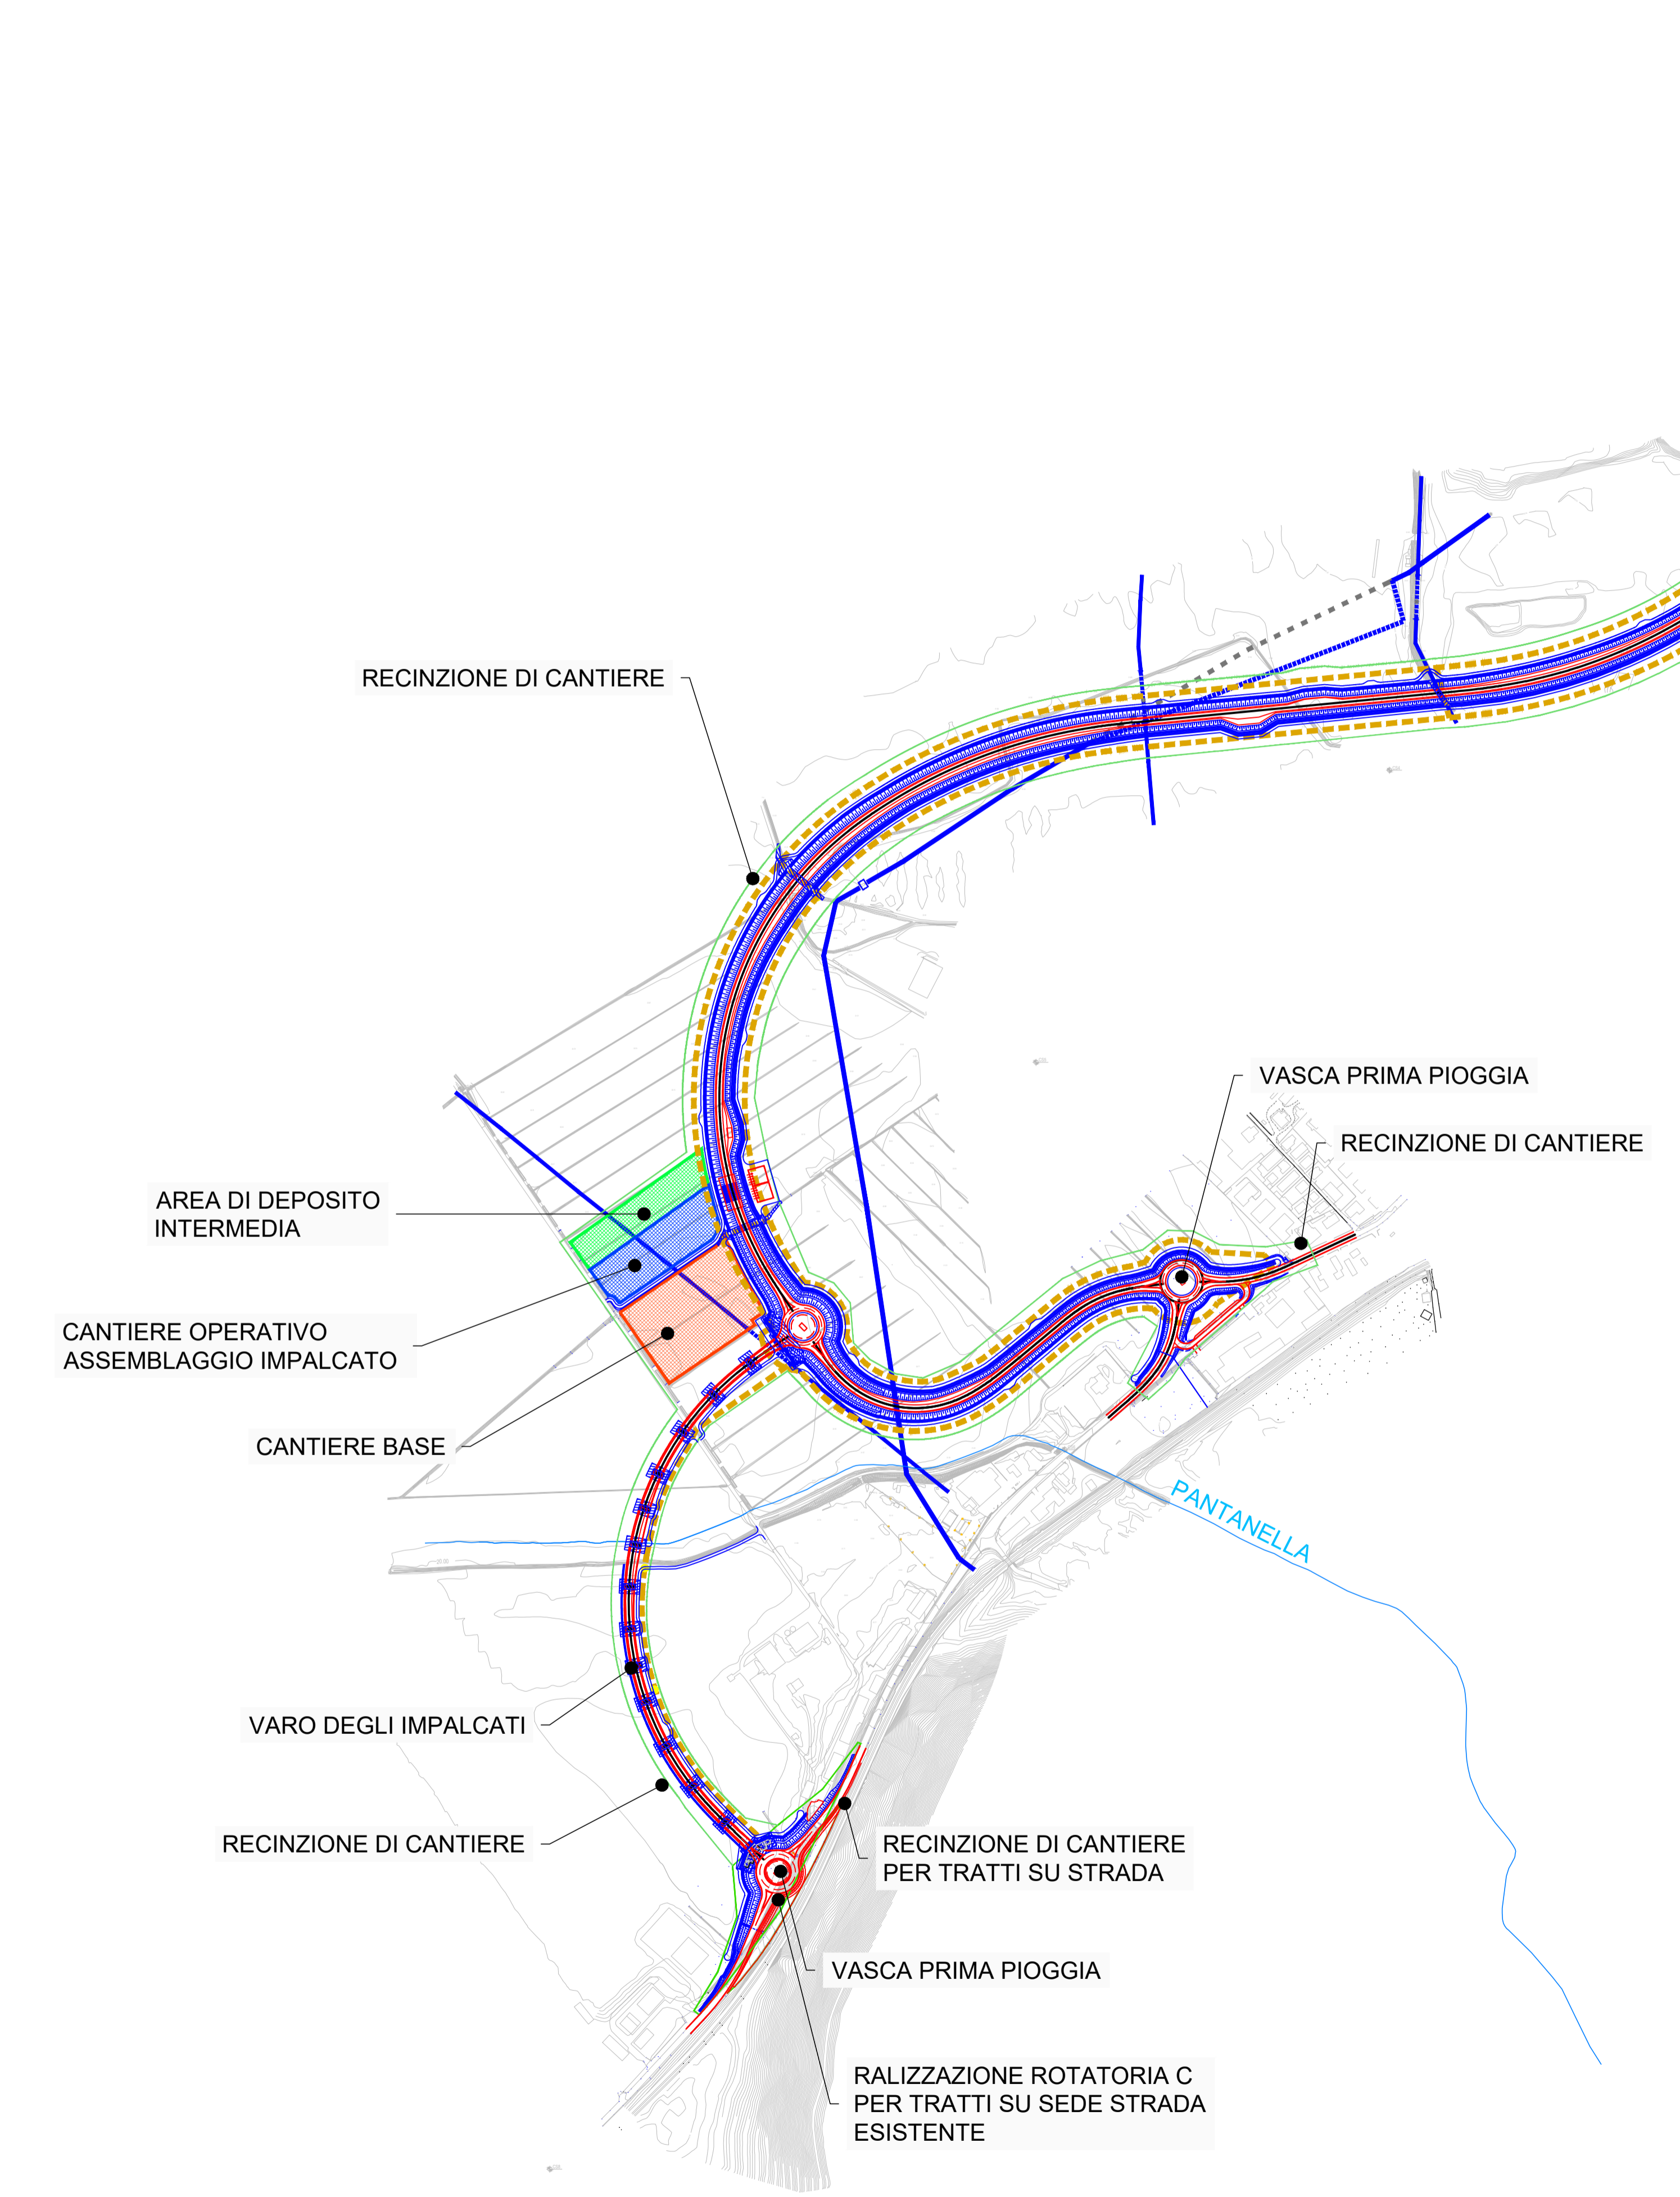 RECINZIONE DI CANTIERE
VASCA PRIMA PIOGGIA
RECINZIONE DI CANTIERE
AREA DI DEPOSITO
INTERMEDIA
CANTIERE OPERATIVO
ASSEMBLAGGIO IMPALCATO
CANTIERE BASE
PANTANELLA
VARO DEGLI IMPALCATI
RECINZIONE DI CANTIERE
RECINZIONE DI CANTIERE
PER TRATTI SU STRADA
VASCA PRIMA PIOGGIA
RALIZZAZIONE ROTATORIA C
PER TRATTI SU SEDE STRADA
ESISTENTE